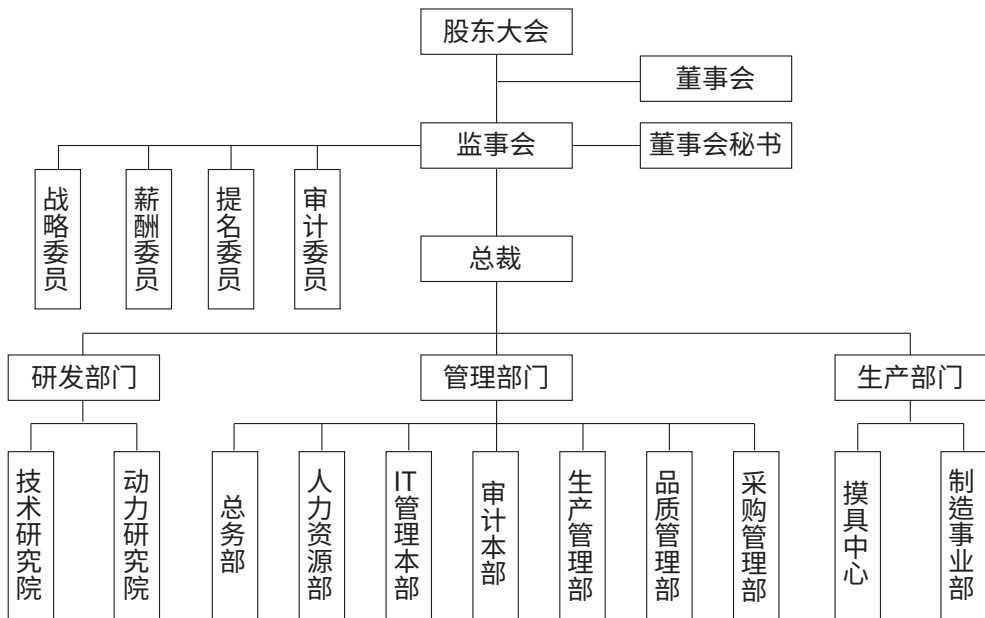 股东大会
董事会
监事会
董事会秘书
战略委员
薪酬委员
提名委员
审计委员
总裁
研发部门
管理部门
生产部门
技术研究院
动力研究院
总务部
人力资源部
IT管理本部
审计本部
生产管理部
品质管理部
采购管理部
摸具中心
制造事业部